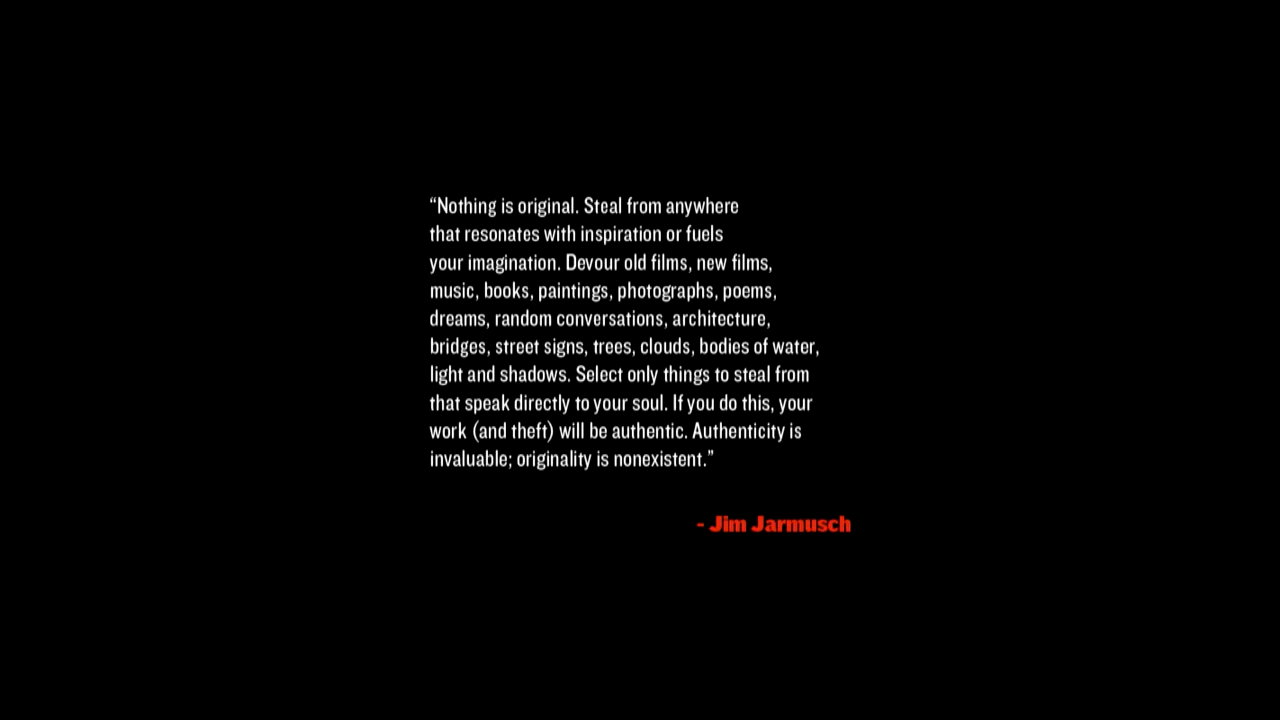 “Nothing is original. Steal from anywhere
that resonates with inspiration or fuels
your imagination. Devour old films, new films,
music, books, paintings, photographs, poems,
dreams, random conversations, architecture,
bridges, street signs, trees, clouds, bodies of water,
light and shadows. Select only things to steal from
that speak directly to your soul. If you do this, your
work (and theft) will be authentic. Authenticity is
invaluable; originality is nonexistent.”
- Jim Jarmusch